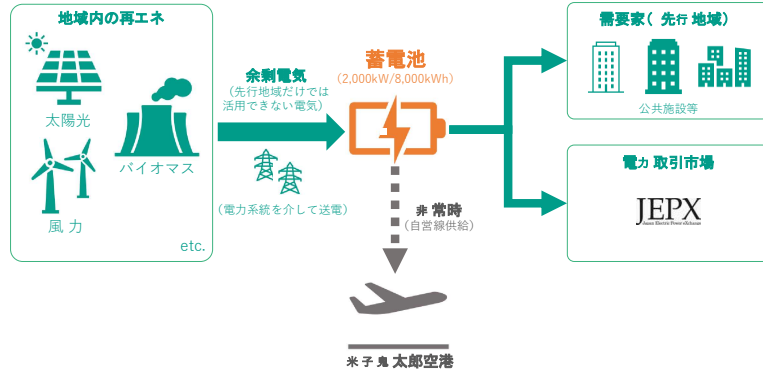 地域内の再エネ
太陽光
バイオマス
風力
etc.
余剰電気
(先行地域だけでは
活用できない電気)
(電力系統を介して送電)
蓄電池
(2,000kW/8,000kWh)
非常時
(自営線供給)
米子鬼太郎空港
需要家(先行地域)
公共施設等
電力取引市場
JEPX
Japan Electric Power eXchange